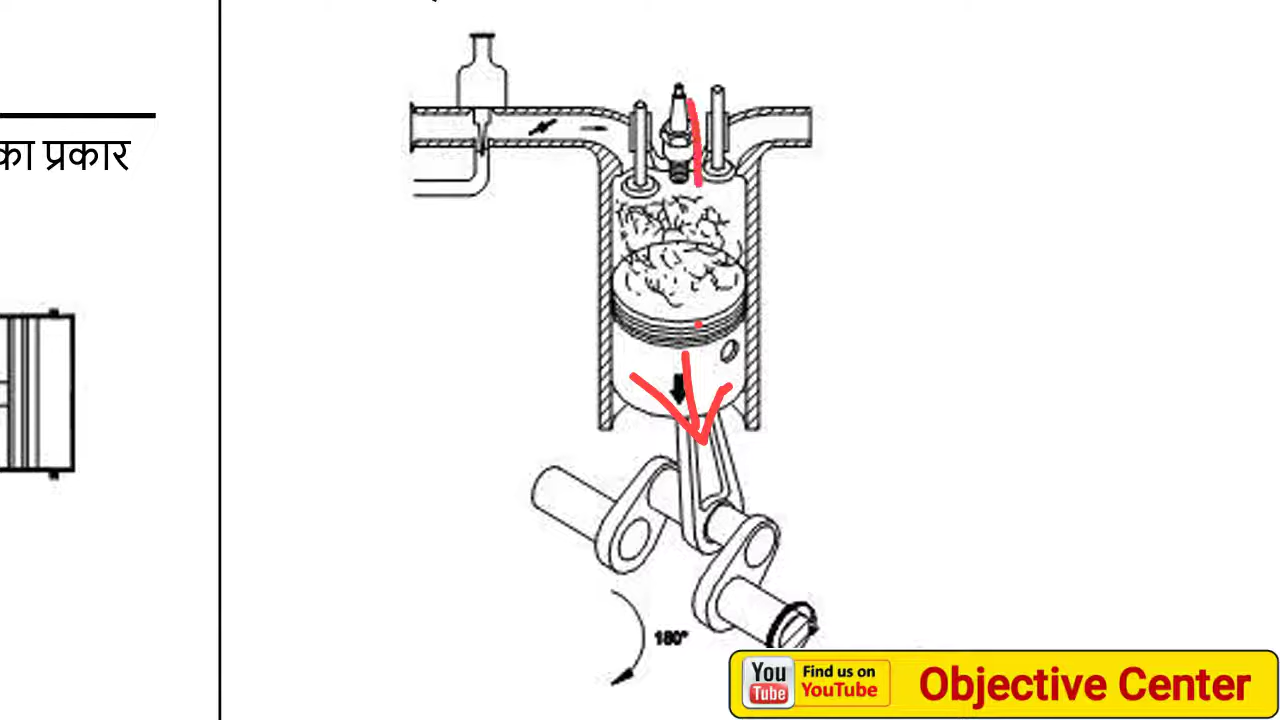 का प्रकार
180°
You
Tube
Find us on
YouTube
Objective Center